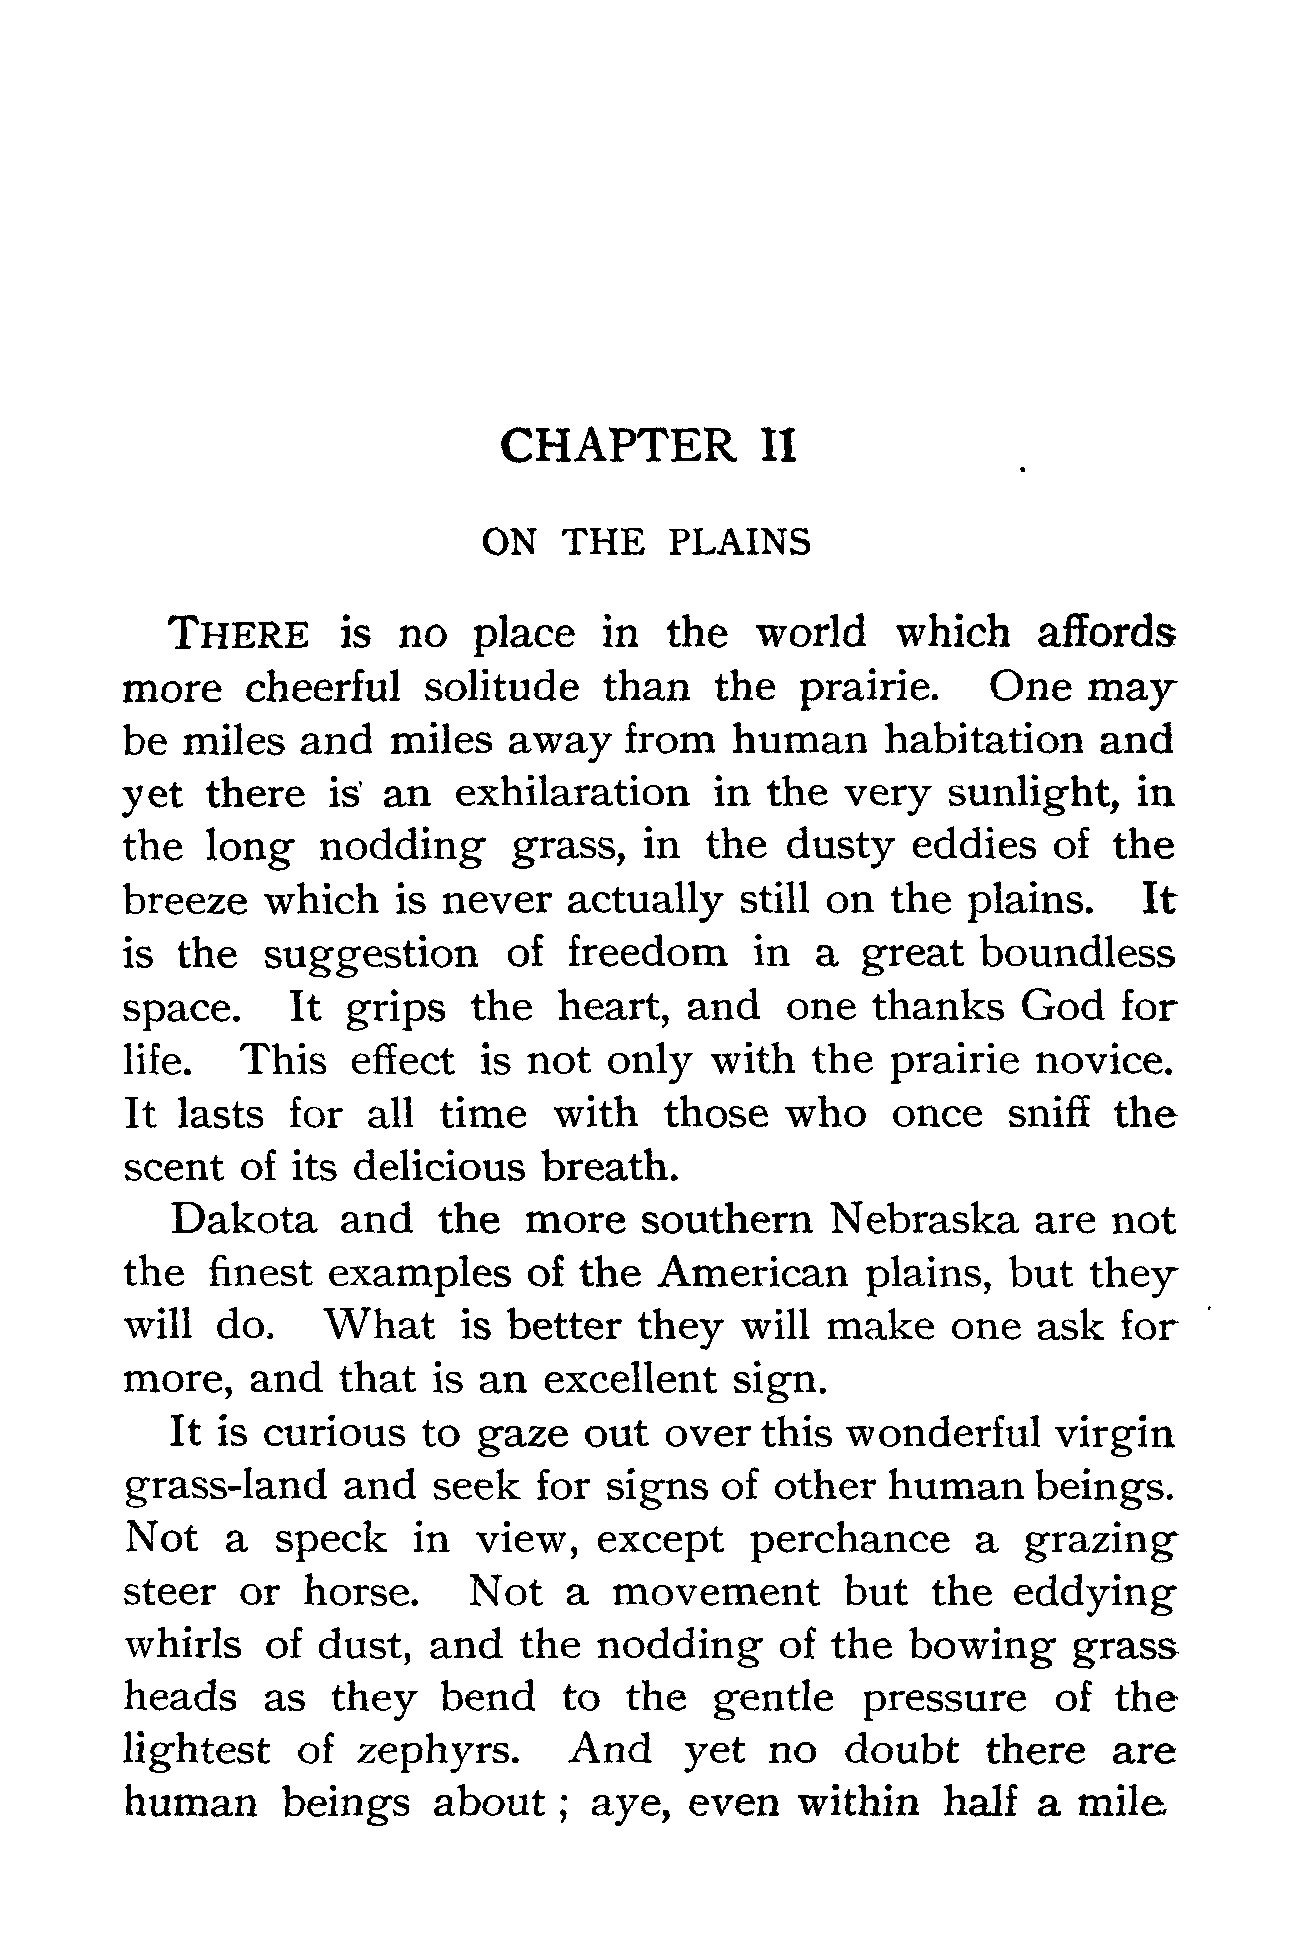 CHAPTER II
ON THE PLAINS
THERE is no place in the world which affords
more cheerful solitude than the prairie. One may
be miles and miles away from human habitation and
yet there is an exhilaration in the very sunlight, in
the long nodding grass, in the dusty eddies of the
breeze which is never actually still on the plains. It
is the suggestion of freedom in a great boundless
space. It grips the heart, and one thanks God for
life. This effect is not only with the prairie novice.
It lasts for all time with those who once sniff the
scent of its delicious breath.
Dakota and the more southern Nebraska are not
the finest examples of the American plains, but they
will do. What is better they will make one ask for
more, and that is an excellent sign.
It is curious to gaze out over this wonderful virgin
grass-land and seek for signs of other human beings.
Not a speck in view, except perchance a grazing
steer or horse. Not a movement but the eddying
whirls of dust, and the nodding of the bowing grass
heads as they bend to the gentle pressure of the
lightest of zephyrs. And yet no doubt there are
human beings about ; aye, even within half a mile